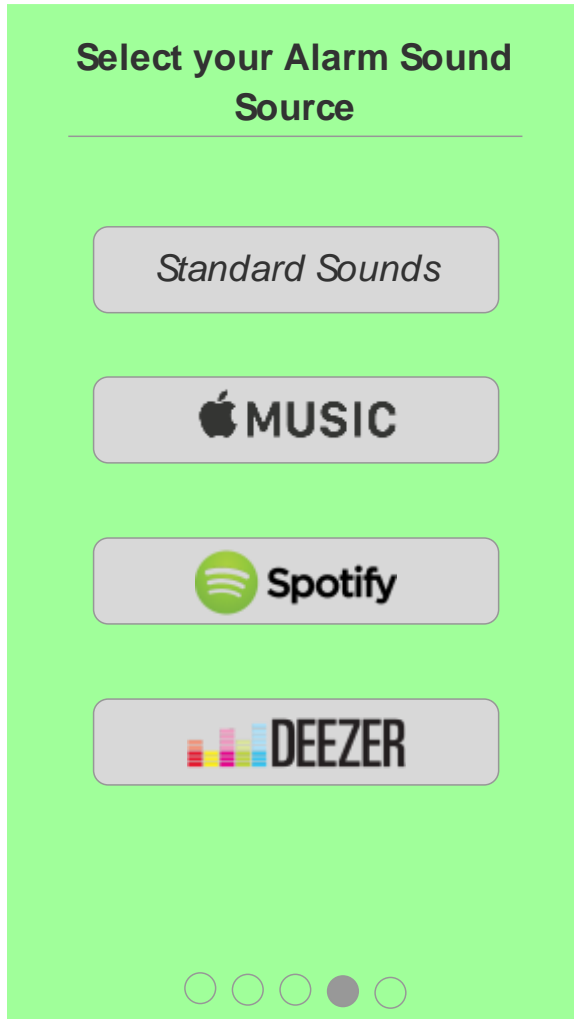 Select your Alarm Sound
Source
Standard Sounds
MUSIC
Spotify
DEEZER